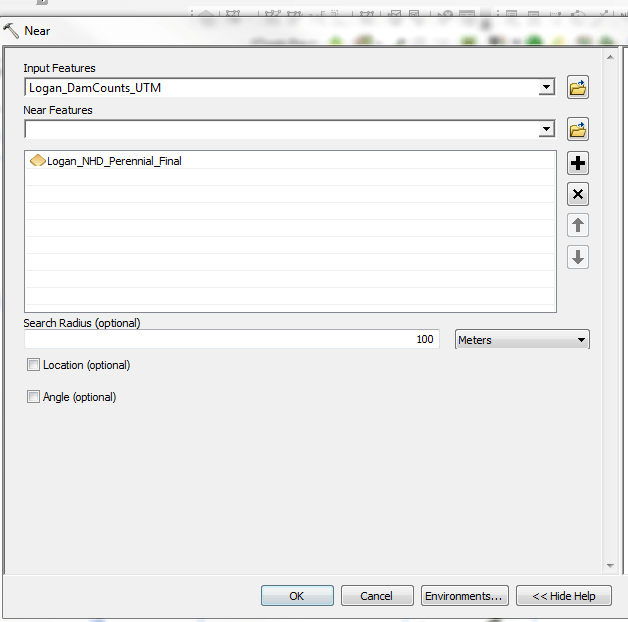 Near
Input Features
Logan_DamCounts_UTM
Near Features
Logan_NHD_Perennial_Final
Search Radius (optional)
100
Meters
Location (optional)
Angle (optional)
OK
Cancel
Environments...
<< Hide Help